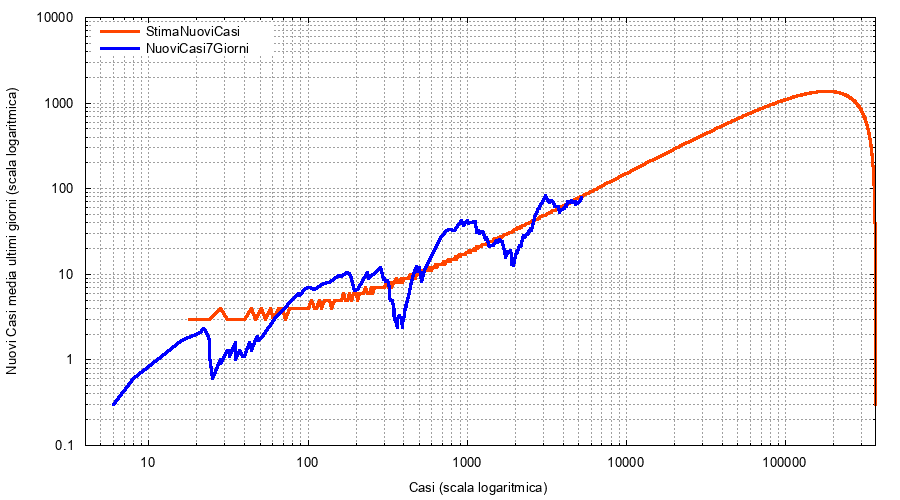 StimaNuoviCasi
NuoviCasi7Giorni
10000
1000
100
10
1
0.1
Nuovi Casi media ultimi giorni (scala logaritmica)
10
100
1000
10000
100000
Casi (scala logaritmica)